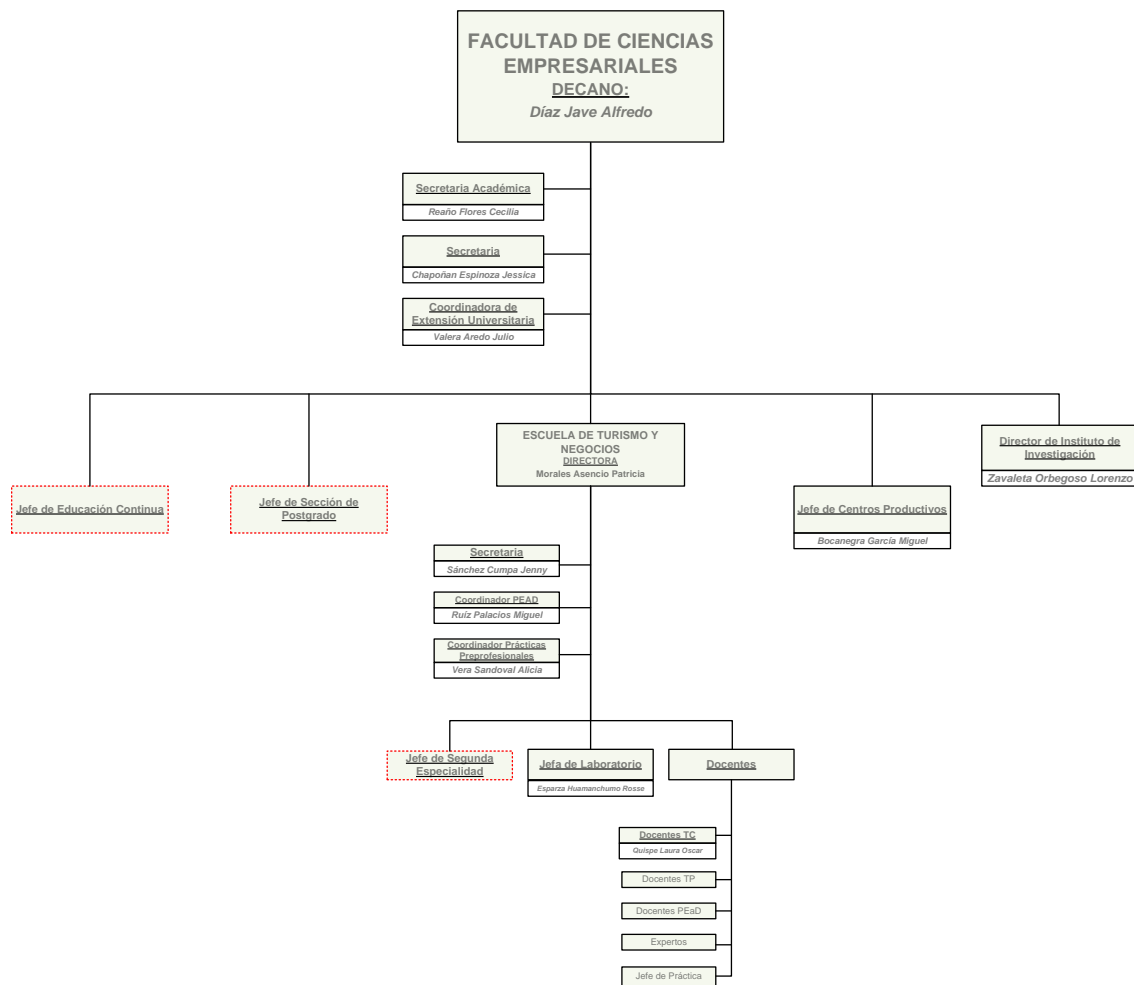 FACULTAD DE CIENCIAS
EMPRESARIALES
DECANO:
Díaz Jave Alfredo
Secretaria Académica
Reaño Flores Cecilia
Secretaria
Chapoñan Espinoza Jessica
Coordinadora de
Extensión Universitaria
Valera Aredo Julio
Jefe de Educación Continua
Jefe de Sección de
Postgrado
ESCUELA DE TURISMO Y
NEGOCIOS
DIRECTORA
Morales Asencio Patricia
Jefe de Centros Productivos
Bocanegra García Miguel
Director de Instituto de
Investigación
Zavaleta Orbegoso Lorenzo
Secretaria
Sánchez Cumpa Jenny
Coordinador PEAD
Ruíz Palacios Miguel
Coordinador Prácticas
Preprofesionales
Vera Sandoval Alicia
Jefe de Segunda
Especialidad
Jefa de Laboratorio
Esparza Huamanchumo Rosse
Docentes
Docentes TC
Quispe Laura Oscar
Docentes TP
Docentes PEaD
Expertos
Jefe de Práctica